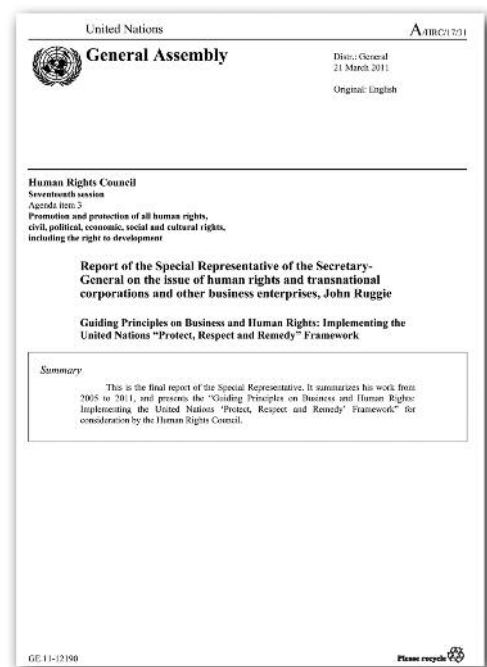 United Nations
A/HRC/17/31
General Assembly
Distr.: General
21 March 2011
Original: English
Human Rights Council
Seventeenth session
Agenda item 3
Promotion and protection of all human rights,
civil, political, economic, social and cultural rights,
including the right to development
Report of the Special Representative of the Secretary-
General on the issue of human rights and transnational
corporations and other business enterprises, John Ruggie
Guiding Principles on Business and Human Rights: Implementing the
United Nations “Protect, Respect and Remedy” Framework
Summary
This is the final report of the Special Representative. It summarizes his work from
2005 to 2011, and presents the “Guiding Principles on Business and Human Rights:
Implementing the United Nations ‘Protect, Respect and Remedy’ Framework” for
consideration by the Human Rights Council.
GE.11-12190
Please recycle